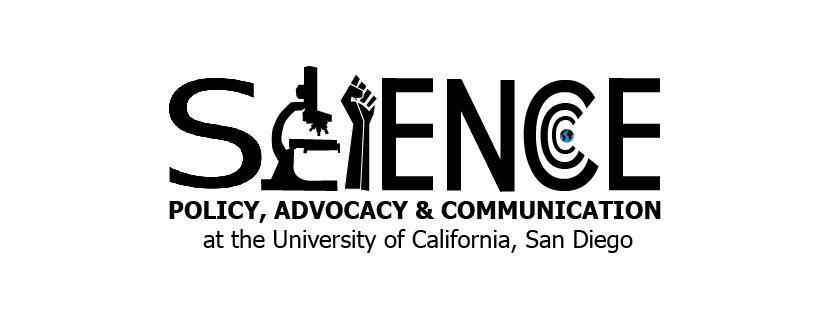 SCIENCE
POLICY, ADVOCACY & COMMUNICATION
at the University of California, San Diego